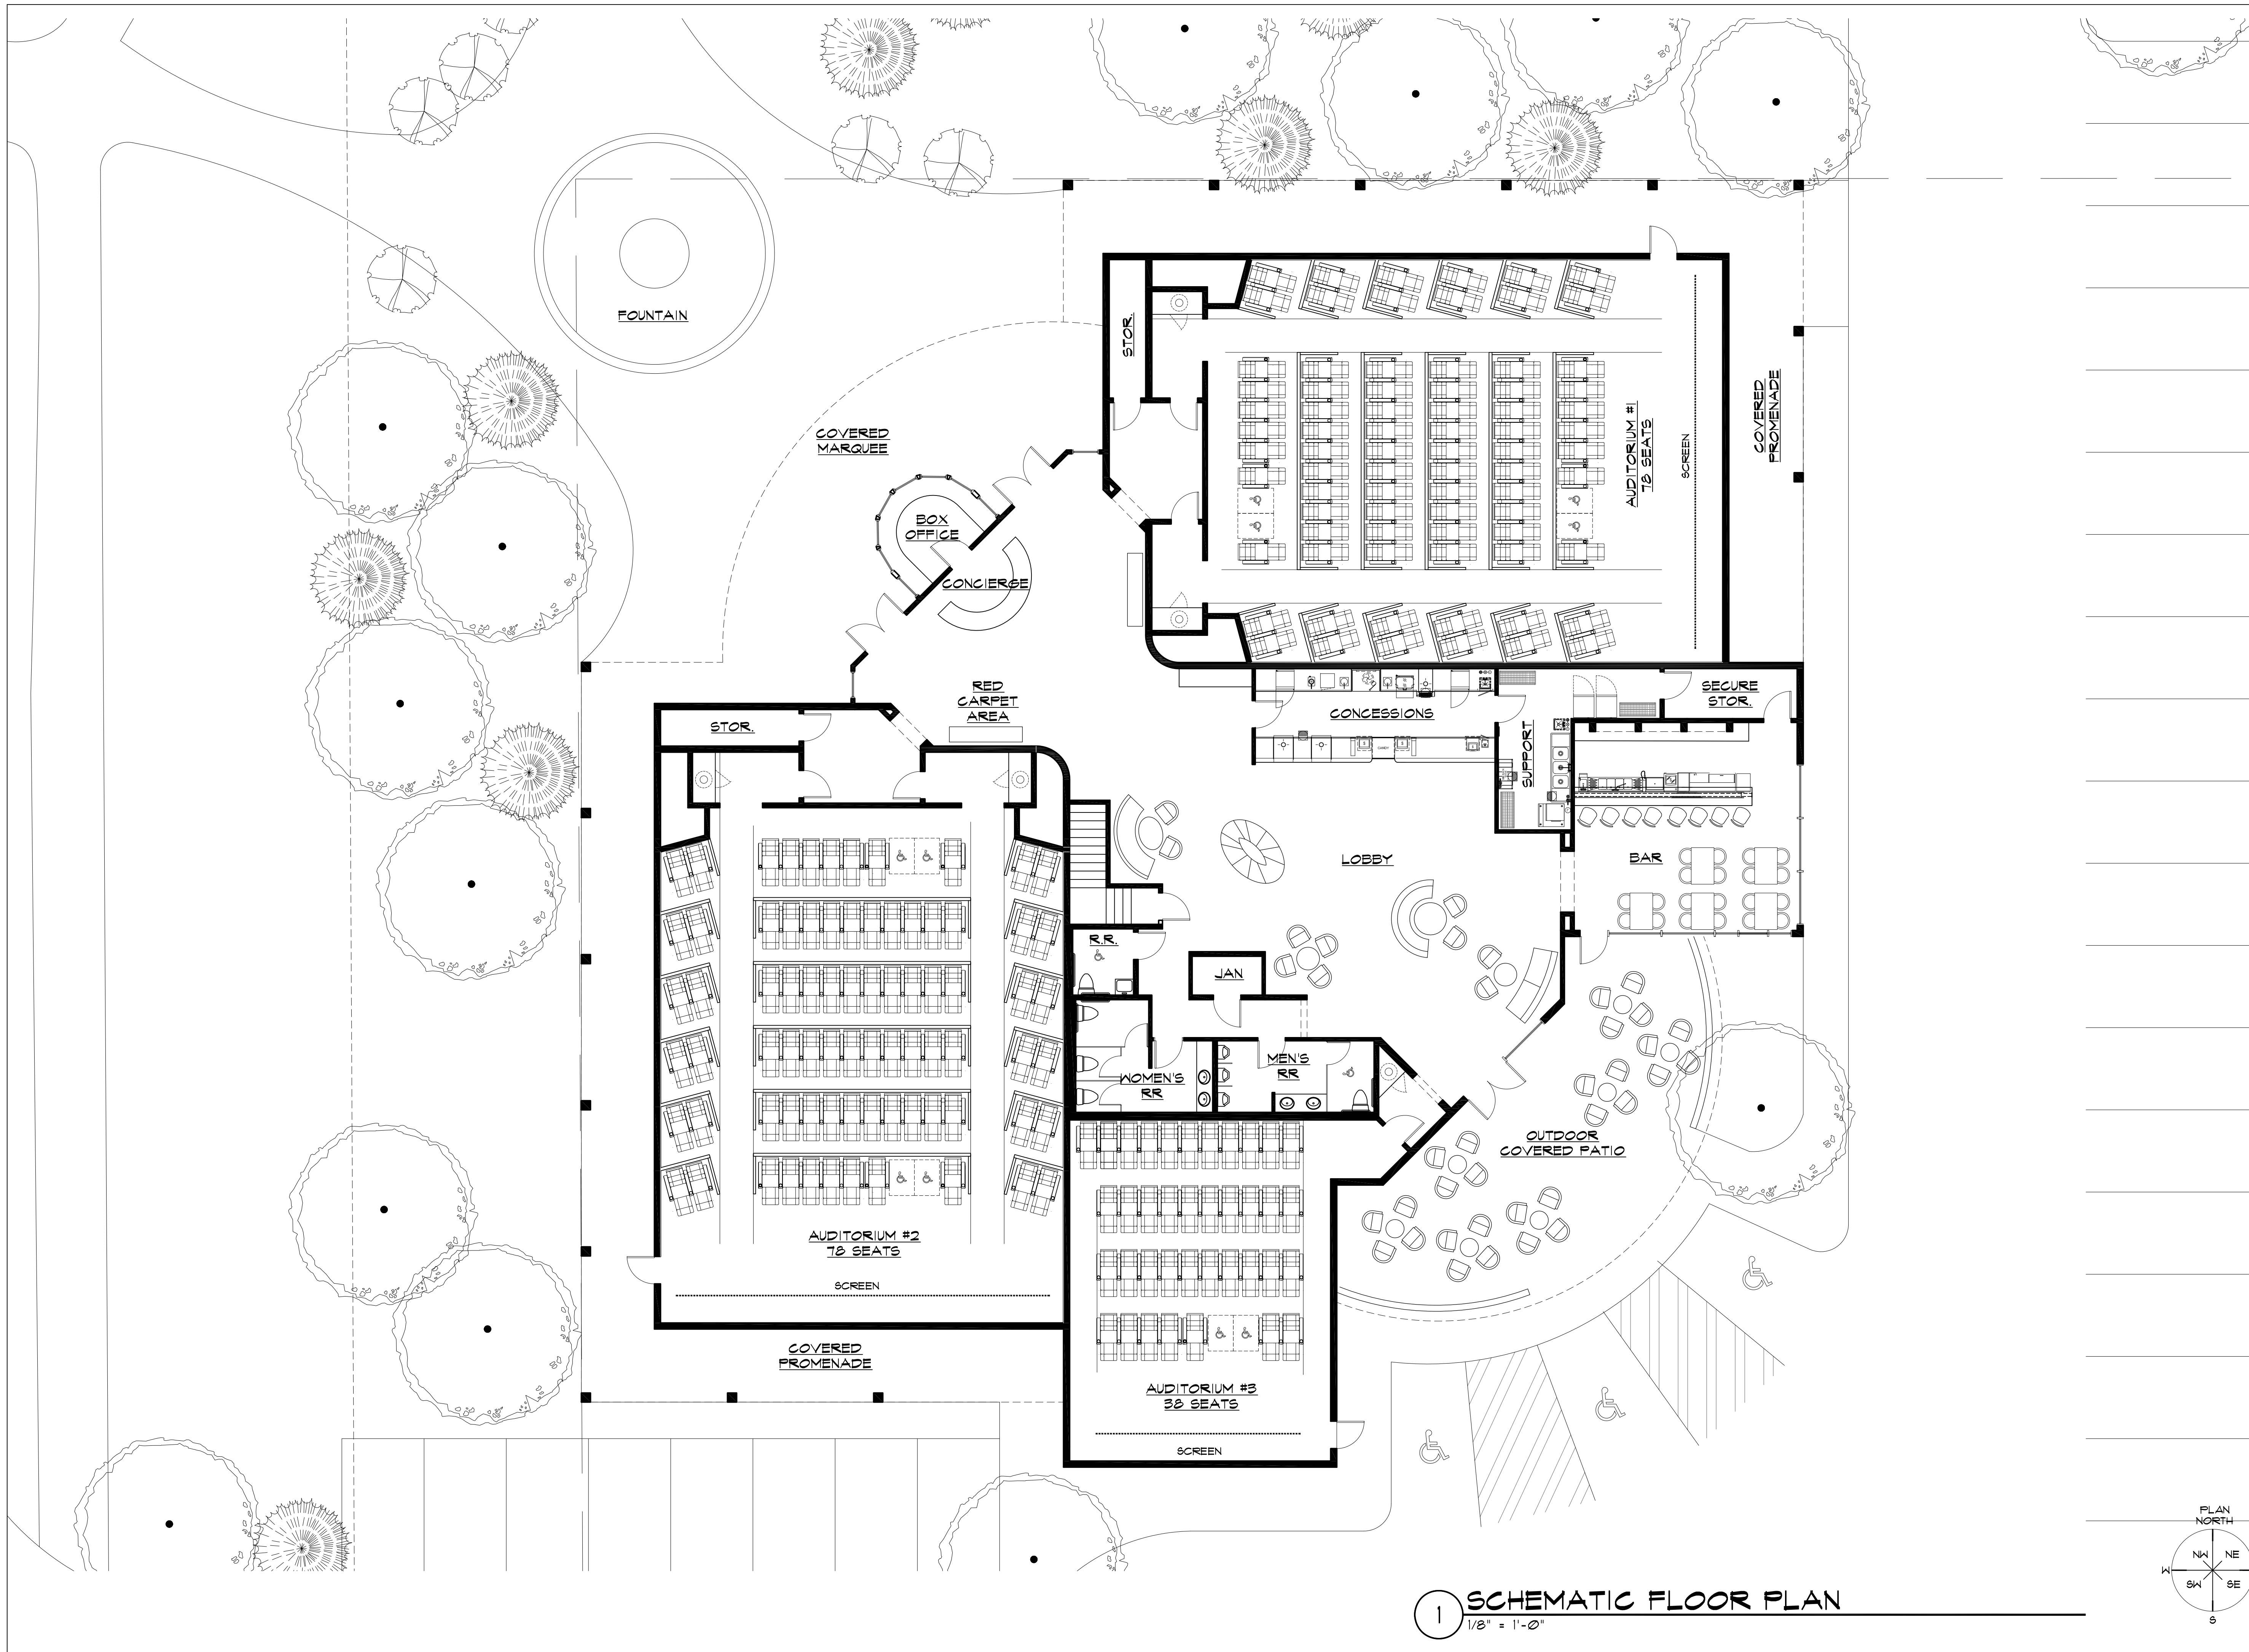 FOUNTAIN
COVERED
MARQUEE
BOX
OFFICE
CONCIERGE
STOR.
AUDITORIUM #1
78 SEATS
SCREEN
COVERED
PROMENADE
RED
CARPET
AREA
STOR.
CONCESSIONS
SUPPORT
SECURE
STOR.
CANDY
LOBBY
BAR
R.R.
JAN
WOMEN'S
RR
MEN'S
RR
OUTDOOR
COVERED PATIO
AUDITORIUM #2
78 SEATS
SCREEN
COVERED
PROMENADE
AUDITORIUM #3
38 SEATS
SCREEN
PLAN
NORTH
NW NE
W
SW SE
S
1 SCHEMATIC FLOOR PLAN
1/8" = 1'-0"